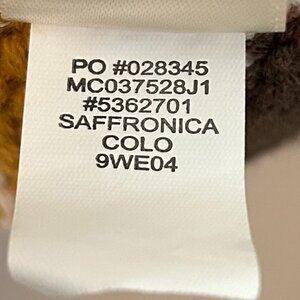 PO #028345
MC037528J1
#5362701
SAFFRONICA
COLO
9WE04